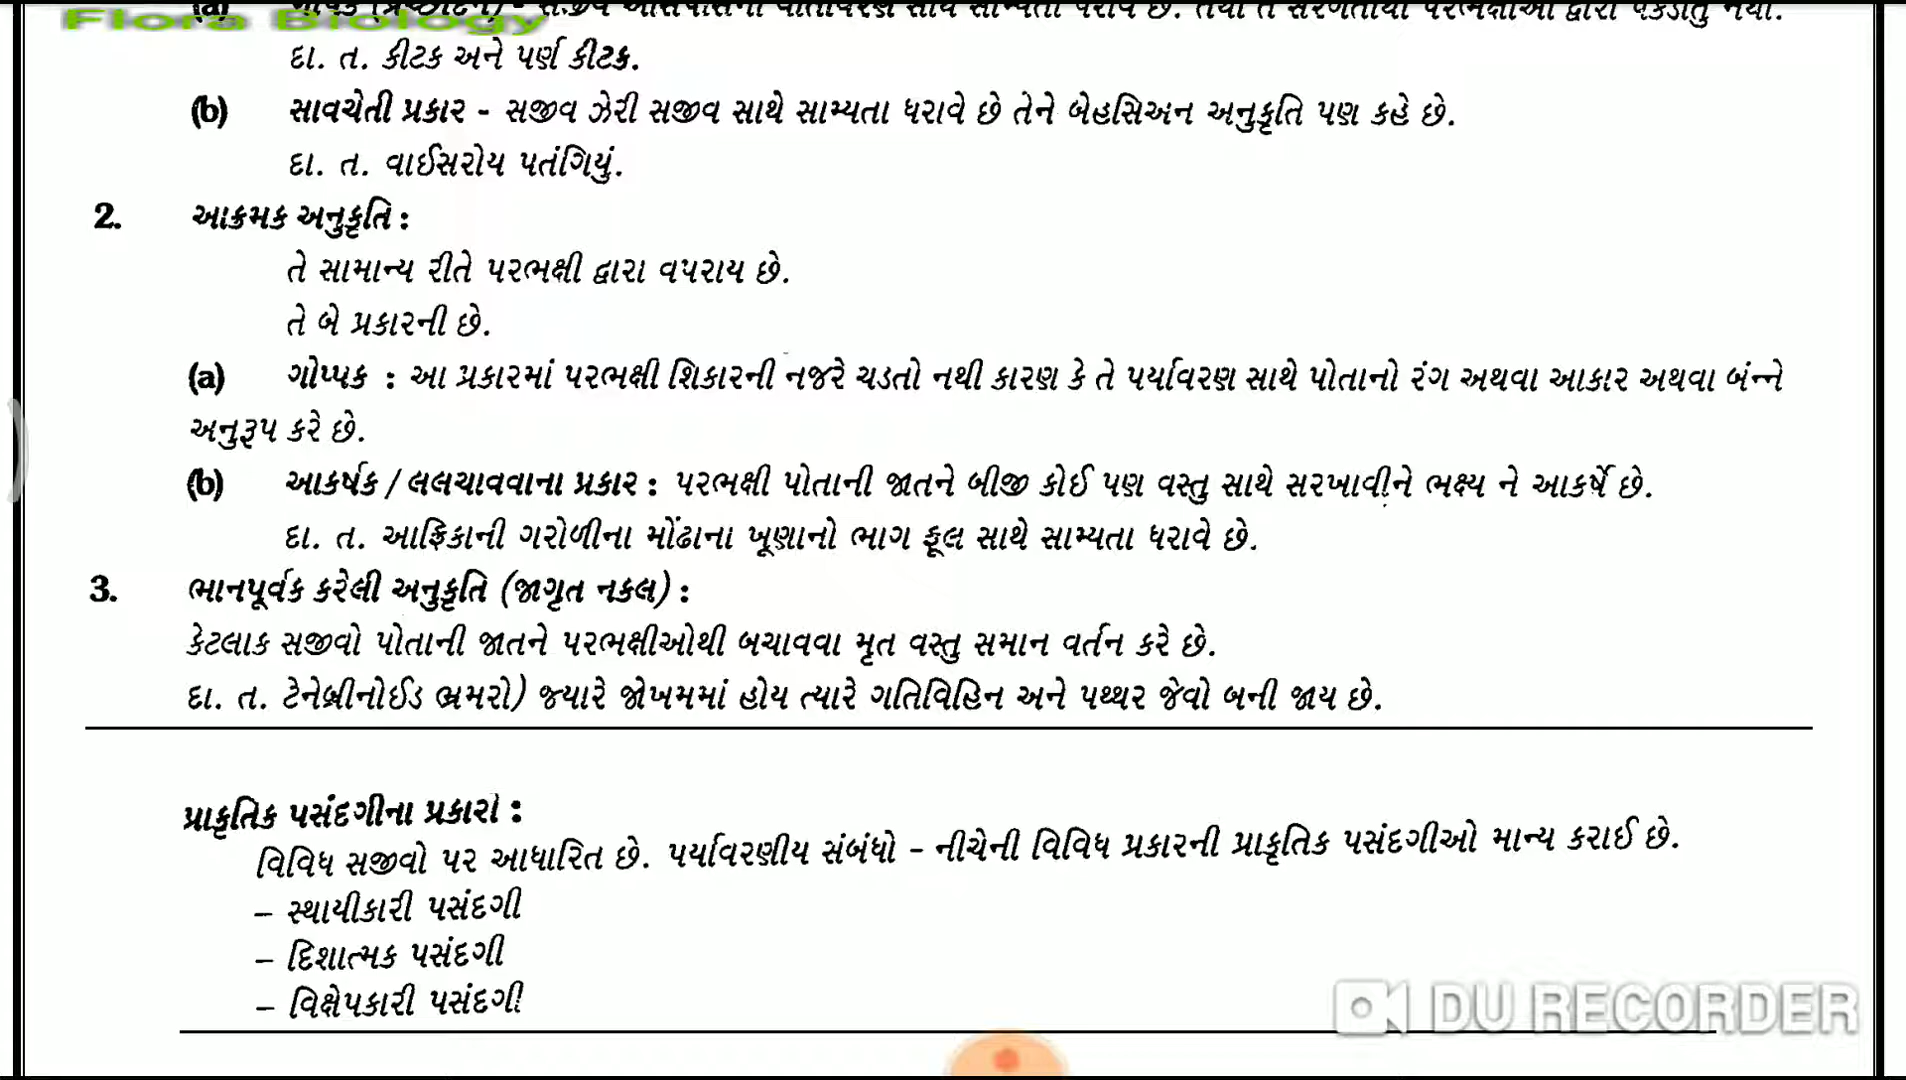 Flora Biology
દા. ત. કીટક અને પર્ણ કીટક.
(b) સાવચેતી પ્રકાર - સજીવ ઝેરી સજીવ સાથે સામ્યતા ધરાવે છે તેને બેહસિઅન અનુકૃતિ પણ કહે છે.
દા. ત. વાઈસરોય પતંગિયું.
2. આક્રમક અનુકૃતિ :
તે સામાન્ય રીતે પરભક્ષી દ્વારા વપરાય છે.
તે બે પ્રકારની છે.
(a) ગોપ્પક : આ પ્રકારમાં પરભક્ષી શિકારની નજરે ચડતો નથી કારણ કે તે પર્યાવરણ સાથે પોતાનો રંગ અથવા આકાર અથવા બંન્ને
અનુરૂપ કરે છે.
(b) આકર્ષક / લલચાવવાના પ્રકાર : પરભક્ષી પોતાની જાતને બીજી કોઈ પણ વસ્તુ સાથે સરખાવીને ભક્ષ્ય ને આકર્ષે છે.
દા. ત. આફ્રિકાની ગરોળીના મોંઢાના ખૂણાનો ભાગ ફૂલ સાથે સામ્યતા ધરાવે છે.
3. ભાનપૂર્વક કરેલી અનુકૃતિ (જાગૃત નકલ) :
કેટલાક સજીવો પોતાની જાતને પરભક્ષીઓથી બચાવવા મૃત વસ્તુ સમાન વર્તન કરે છે.
દા. ત. ટેનેબ્રીનોઈડ ભ્રમરો) જ્યારે જોખમમાં હોય ત્યારે ગતિવિહિન અને પથ્થર જેવો બની જાય છે.
પ્રાકૃતિક પસંદગીના પ્રકારો :
વિવિધ સજીવો પર આધારિત છે. પર્યાવરણીય સંબંધો - નીચેની વિવિધ પ્રકારની પ્રાકૃતિક પસંદગીઓ માન્ય કરાઈ છે.
– સ્થાયીકારી પસંદગી
– દિશાત્મક પસંદગી
– વિક્ષેપકારી પસંદગી
DU RECORDER